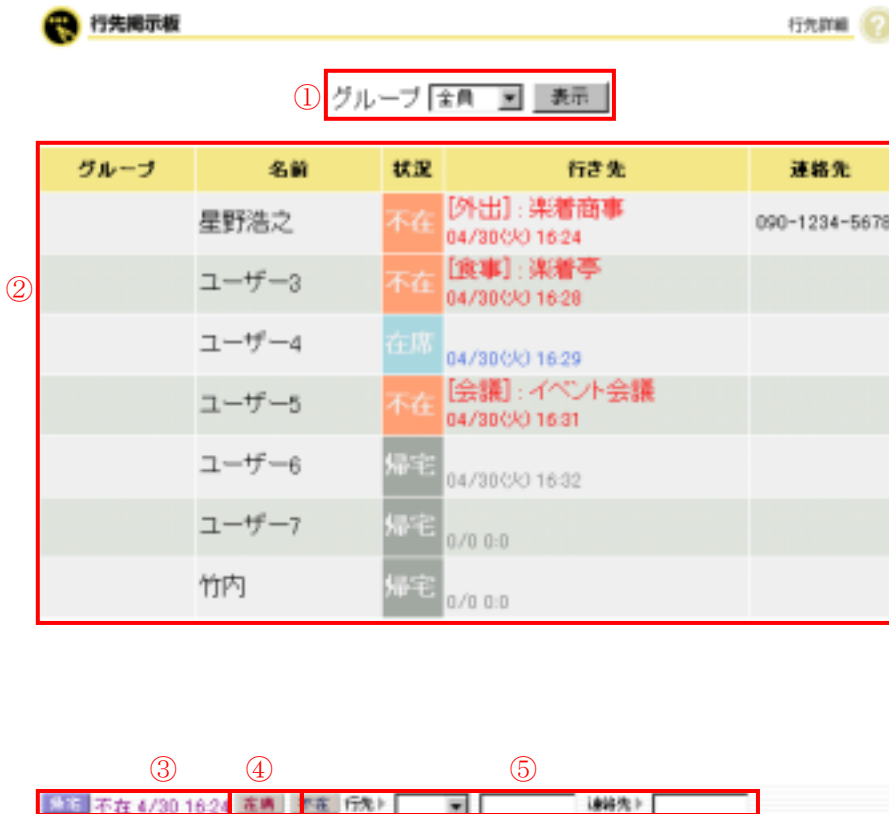 行先掲示板 行先詳細 ?
① グループ 全員 表示
グループ 名前 状況 行き先 連絡先
星野浩之 不在 [外出] : 楽着商事 090-1234-5678
04/30(火) 16:24
②
ユーザー3 不在 [食事] : 楽着亭
04/30(火) 16:28
ユーザー4 在席
04/30(火) 16:29
ユーザー5 不在 [会議] : イベント会議
04/30(火) 16:31
ユーザー6 帰宅
04/30(火) 16:32
ユーザー7 帰宅
0/0 0:0
竹内 帰宅
0/0 0:0
③ ④ ⑤
帰宅 不在 4/30 16:24 在席 不在 行先 連絡先